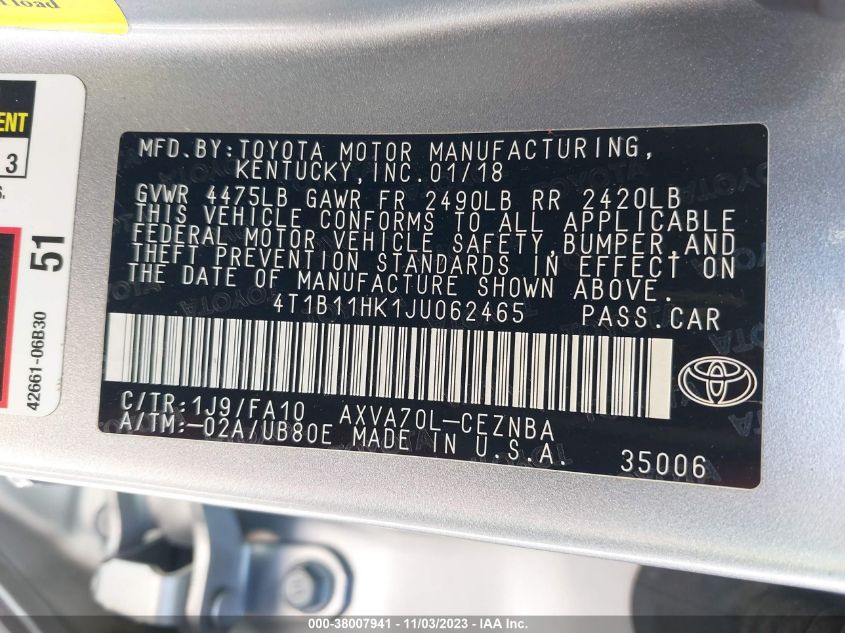 load
ENT
3
S.
51
42661-06B30
MFD.BY:TOYOTA MOTOR MANUFACTURING,
KENTUCKY,INC.01/18
GVWR 4475LB GAWR FR 2490LB RR 2420LB
THIS VEHICLE CONFORMS TO ALL APPLICABLE
FEDERAL MOTOR VEHICLE SAFETY,BUMPER,AND
THEFT PREVENTION STANDARDS IN EFFECT ON
THE DATE OF MANUFACTURE SHOWN ABOVE.
4T1B11HK1JU062465 PASS.CAR
C/TR:1J9/FA10 AXVA70L-CEZNBA
A/TM:-02A/UB80E MADE IN U.S.A.
35006
000-38007941 - 11/03/2023 - IAA Inc.